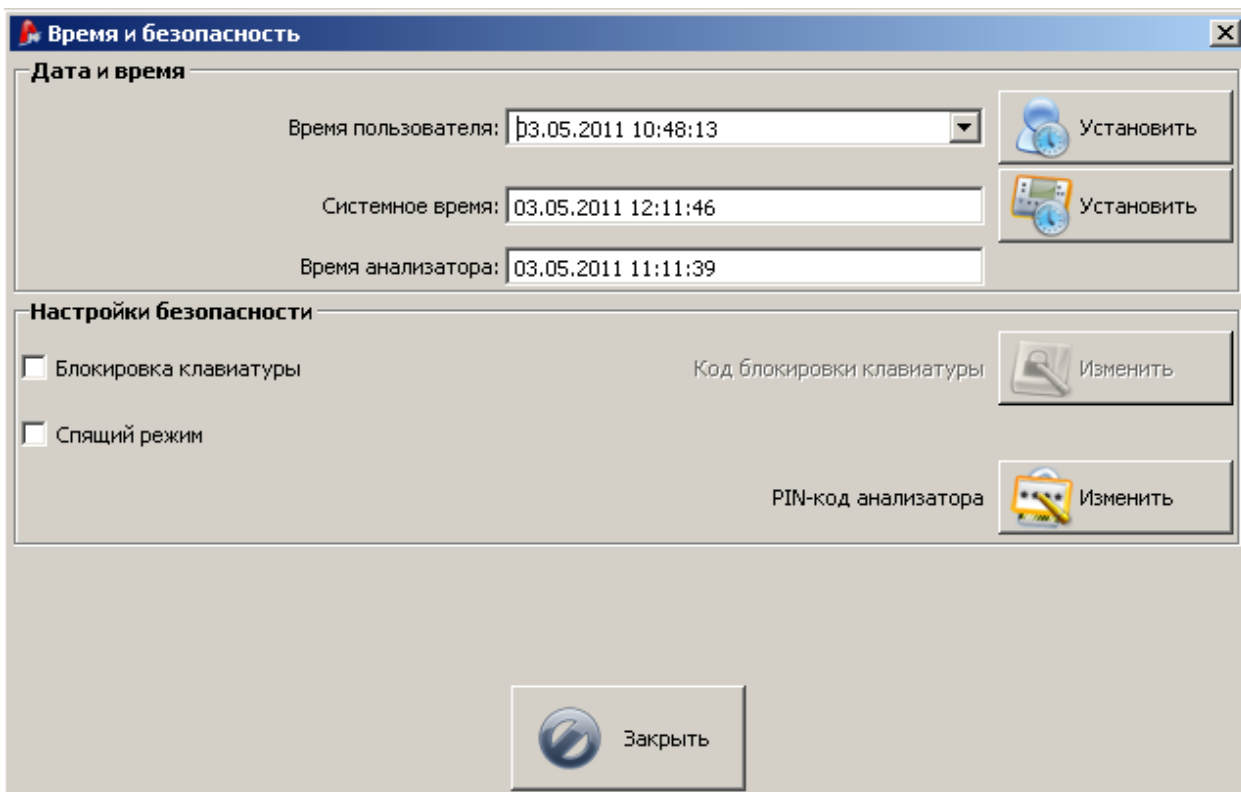 Время и безопасность
Дата и время
Время пользователя: 03.05.2011 10:48:13 Установить
Системное время: 03.05.2011 12:11:46 Установить
Время анализатора: 03.05.2011 11:11:39
Настройки безопасности
Блокировка клавиатуры Код блокировки клавиатуры Изменить
Спящий режим
PIN-код анализатора Изменить
Закрыть